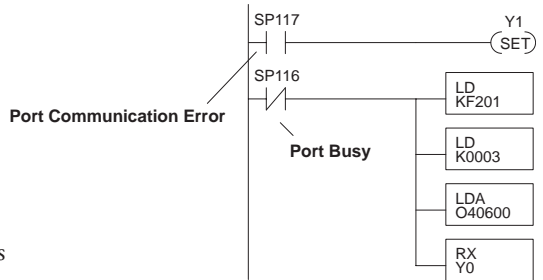 SP117
Y1
SET
SP116
LD
KF201
Port Communication Error
Port Busy
LD
K0003
LDA
O40600
RX
Y0
s